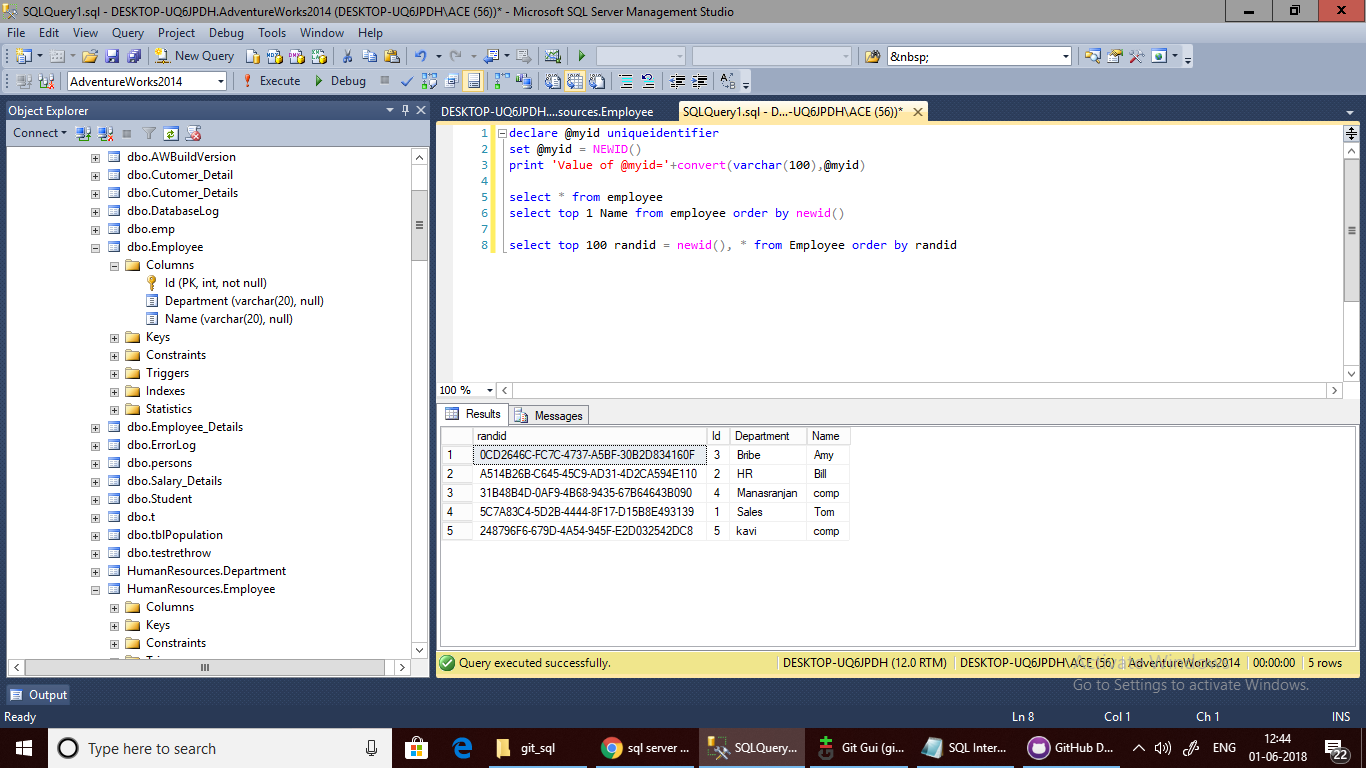 SQLQuery1.sql - DESKTOP-UQ6JPDH.AdventureWorks2014 (DESKTOP-UQ6JPDH\ACE (56))* - Microsoft SQL Server Management Studio
File Edit View Query Project Debug Tools Window Help
New Query &nbsp;
AdventureWorks2014 Execute Debug
Object Explorer
Connect
dbo.AWBuildVersion
dbo.Cutomer_Detail
dbo.Cutomer_Details
dbo.DatabaseLog
dbo.emp
dbo.Employee
Columns
Id (PK, int, not null)
Department (varchar(20), null)
Name (varchar(20), null)
Keys
Constraints
Triggers
Indexes
Statistics
dbo.Employee_Details
dbo.ErrorLog
dbo.persons
dbo.Salary_Details
dbo.Student
dbo.t
dbo.tblPopulation
dbo.testrethrow
HumanResources.Department
HumanResources.Employee
Columns
Keys
Constraints
DESKTOP-UQ6JPDH....sources.Employee SQLQuery1.sql - D...-UQ6JPDH\ACE (56))*
1 declare @myid uniqueidentifier
2 set @myid = NEWID()
3 print 'Value of @myid='+convert(varchar(100),@myid)
4
5 select * from employee
6 select top 1 Name from employee order by newid()
7
8 select top 100 randid = newid(), * from Employee order by randid
100 %
Results Messages
randid Id Department Name
1 0CD2646C-FC7C-4737-A5BF-30B2D834160F 3 Bribe Amy
2 A514B26B-C645-45C9-AD31-4D2CA594E110 2 HR Bill
3 31B48B4D-0AF9-4B68-9435-67B64643B090 4 Manasranjan comp
4 5C7A83C4-5D2B-4444-8F17-D15B8E493139 1 Sales Tom
5 248796F6-679D-4A54-945F-E2D032542DC8 5 kavi comp
Query executed successfully. DESKTOP-UQ6JPDH (12.0 RTM) DESKTOP-UQ6JPDH\ACE (56) AdventureWorks2014 00:00:00 5 rows
Activate Windows
Go to Settings to activate Windows.
Output
Ready Ln 8 Col 1 Ch 1 INS
Type here to search git_sql sql server ... SQLQuery... Git Gui (gi... SQL Inter... GitHub D... ENG 12:44
01-06-2018 22